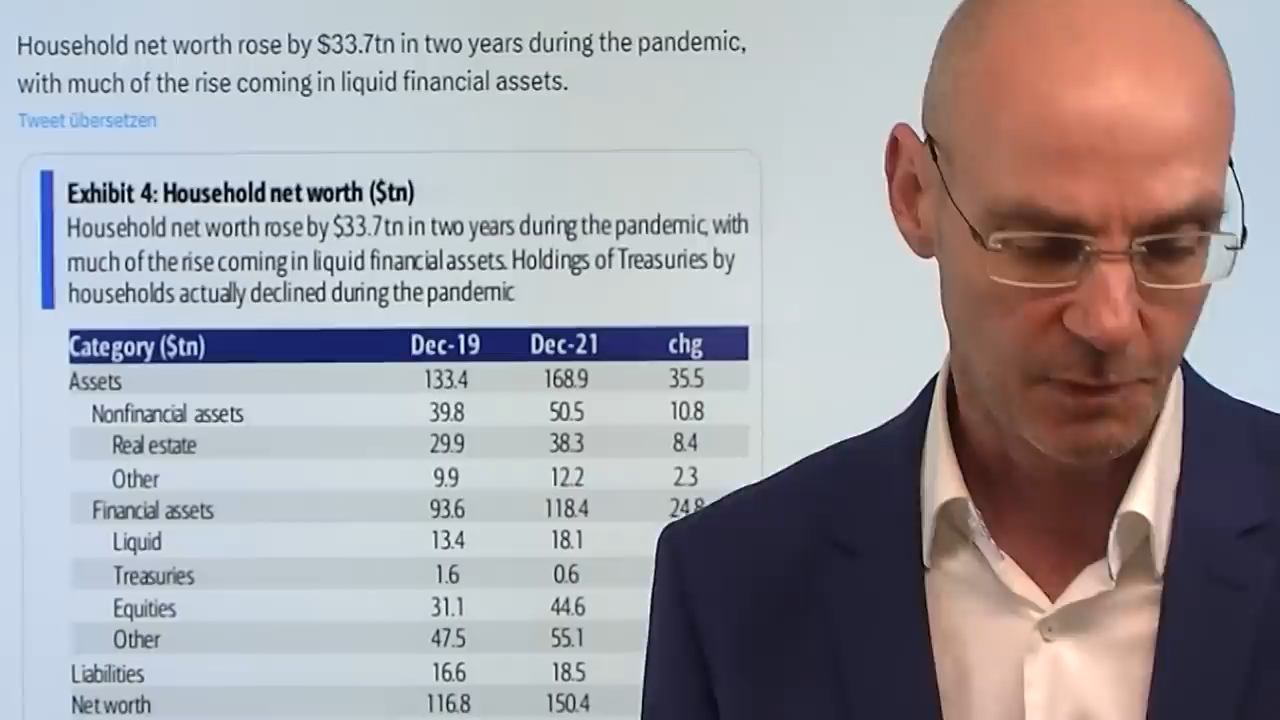 Household net worth rose by $33.7tn in two years during the pandemic,
with much of the rise coming in liquid financial assets.
Tweet übersetzen
Exhibit 4: Household net worth ($tn)
Household net worth rose by $33.7tn in two years during the pandemic, with
much of the rise coming in liquid financial assets. Holdings of Treasuries by
households actually declined during the pandemic
Category ($tn) Dec-19 Dec-21 chg
Assets 133.4 168.9 35.5
Nonfinancial assets 39.8 50.5 10.8
Real estate 29.9 38.3 8.4
Other 9.9 12.2 2.3
Financial assets 93.6 118.4 24.8
Liquid 13.4 18.1
Treasuries 1.6 0.6
Equities 31.1 44.6
Other 47.5 55.1
Liabilities 16.6 18.5
Net worth 116.8 150.4